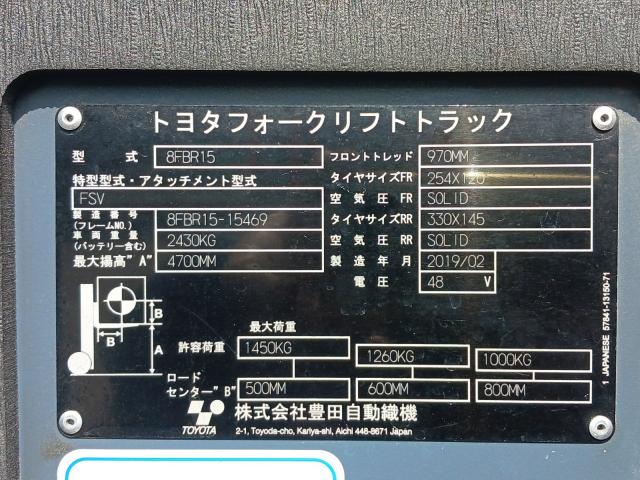 トヨタフォークリフトトラック
型式 8FBR15 フロントトレッド 970MM
特型型式・アタッチメント型式 タイヤサイズFR 254X120
FSV 空気圧FR SOLID
製造番号(フレームNO.) 8FBR15-15469 タイヤサイズRR 330X145
車両重量(バッテリー含む) 2430KG 空気圧RR SOLID
最大揚高"A" 4700MM 製造年月 2019/02
電圧 48 V
B
B
A
最大荷重
許容荷重 1450KG 1260KG 1000KG
ロード
センター"B" 500MM 600MM 800MM
株式会社豊田自動織機
TOYOTA 2-1, Toyoda-cho, Kariya-shi, Aichi 448-8671 Japan
1 JAPANESE 57841-13150-71